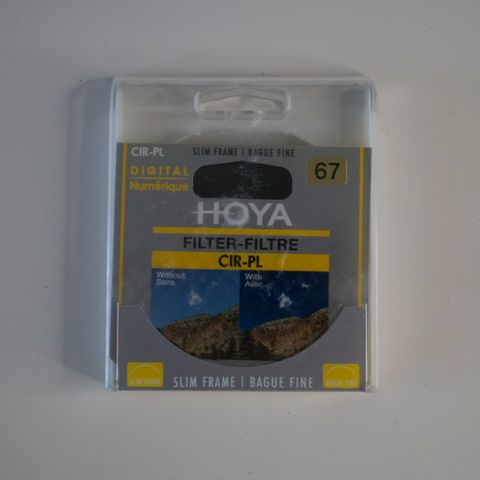 CIR-PL
SLIM FRAME | BAGUE FINE
DIGITAL
Numérique
67
HOYA
FILTER-FILTRE
CIR-PL
Without
Sans
With
Avec
SLIM FRAME
SLIM FRAME | BAGUE FINE
BAGUE FINE